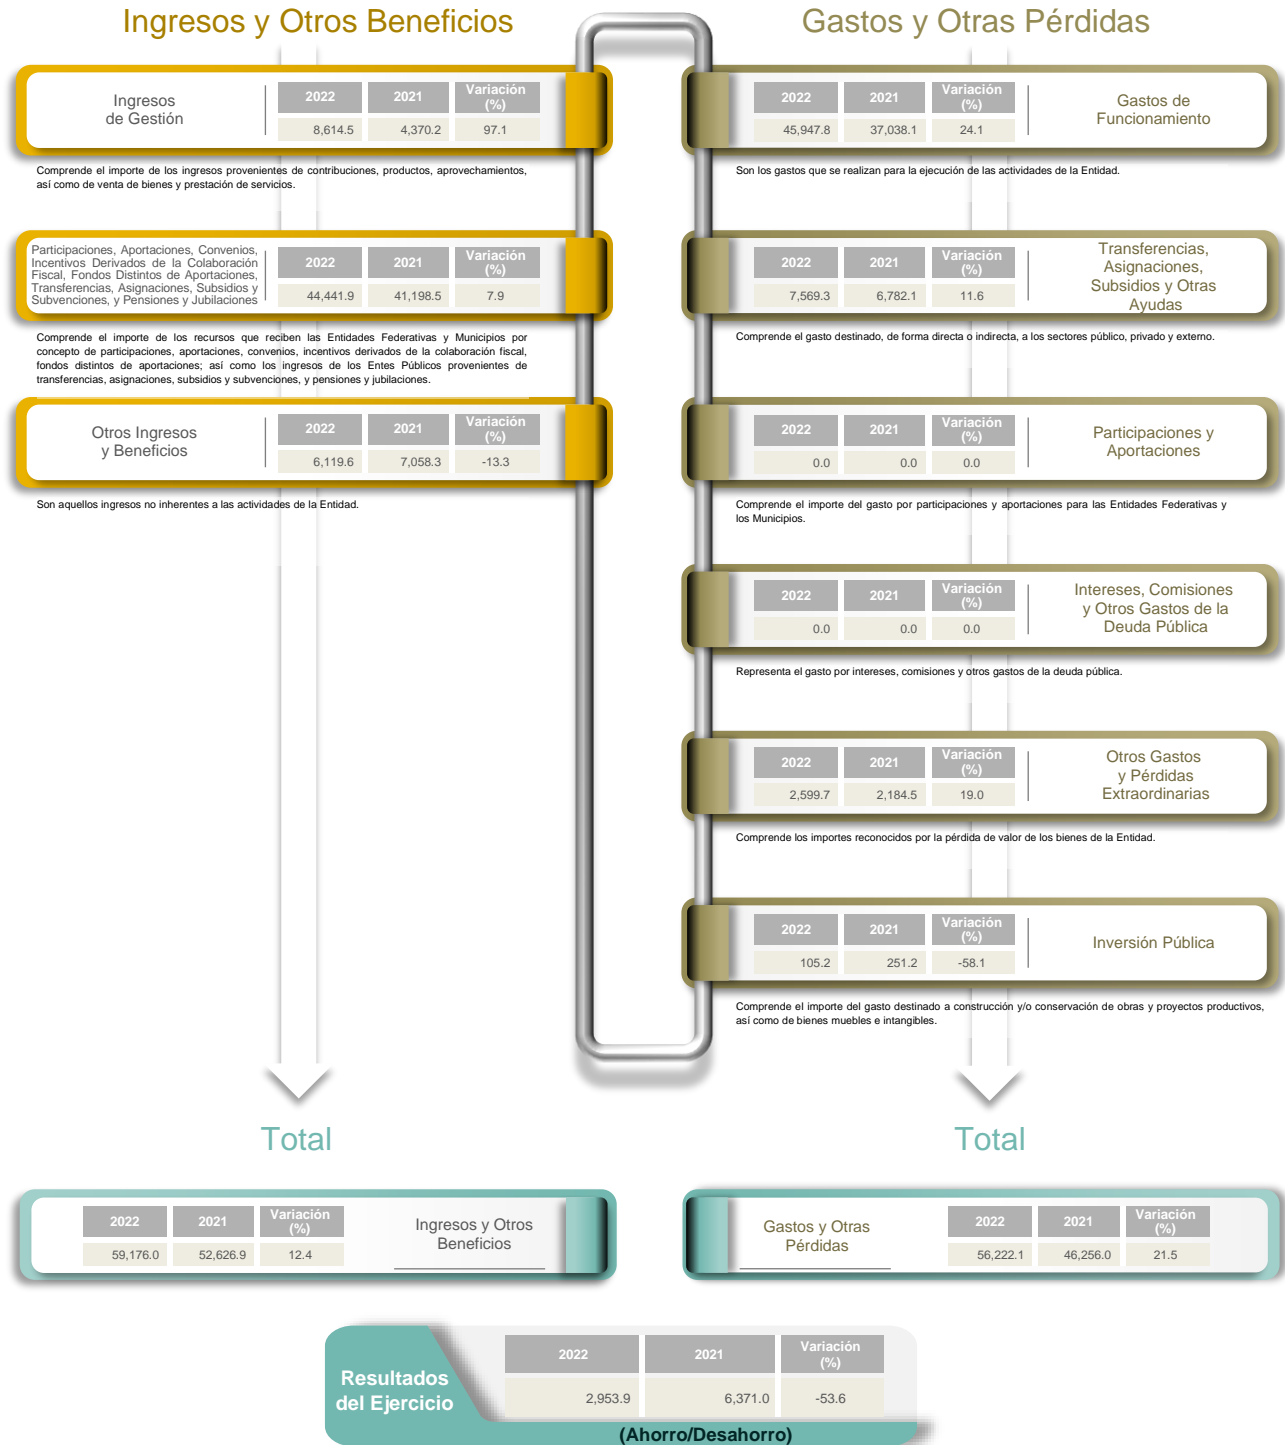 Ingresos y Otros Beneficios
Ingresos
de Gestión
2022 2021 Variación
(%)
8,614.5 4,370.2 97.1
Comprende el importe de los ingresos provenientes de contribuciones, productos, aprovechamientos,
así como de venta de bienes y prestación de servicios.
Participaciones, Aportaciones, Convenios,
Incentivos Derivados de la Colaboración
Fiscal, Fondos Distintos de Aportaciones,
Transferencias, Asignaciones, Subsidios y
Subvenciones, y Pensiones y Jubilaciones
2022 2021 Variación
(%)
44,441.9 41,198.5 7.9
Comprende el importe de los recursos que reciben las Entidades Federativas y Municipios por
concepto de participaciones, aportaciones, convenios, incentivos derivados de la colaboración fiscal,
fondos distintos de aportaciones; así como los ingresos de los Entes Públicos provenientes de
transferencias, asignaciones, subsidios y subvenciones, y pensiones y jubilaciones.
Otros Ingresos
y Beneficios
2022 2021 Variación
(%)
6,119.6 7,058.3 -13.3
Son aquellos ingresos no inherentes a las actividades de la Entidad.
Gastos y Otras Pérdidas
2022 2021 Variación
(%)
45,947.8 37,038.1 24.1
Gastos de
Funcionamiento
Son los gastos que se realizan para la ejecución de las actividades de la Entidad.
2022 2021 Variación
(%)
7,569.3 6,782.1 11.6
Transferencias,
Asignaciones,
Subsidios y Otras
Ayudas
Comprende el gasto destinado, de forma directa o indirecta, a los sectores público, privado y externo.
2022 2021 Variación
(%)
0.0 0.0 0.0
Participaciones y
Aportaciones
Comprende el importe del gasto por participaciones y aportaciones para las Entidades Federativas y
los Municipios.
2022 2021 Variación
(%)
0.0 0.0 0.0
Intereses, Comisiones
y Otros Gastos de la
Deuda Pública
Representa el gasto por intereses, comisiones y otros gastos de la deuda pública.
2022 2021 Variación
(%)
2,599.7 2,184.5 19.0
Otros Gastos
y Pérdidas
Extraordinarias
Comprende los importes reconocidos por la pérdida de valor de los bienes de la Entidad.
2022 2021 Variación
(%)
105.2 251.2 -58.1
Inversión Pública
Comprende el importe del gasto destinado a construcción y/o conservación de obras y proyectos productivos,
así como de bienes muebles e intangibles.
Total
2022 2021 Variación
(%)
59,176.0 52,626.9 12.4
Ingresos y Otros
Beneficios
Total
Gastos y Otras
Pérdidas
2022 2021 Variación
(%)
56,222.1 46,256.0 21.5
Resultados
del Ejercicio
2022 2021 Variación
(%)
2,953.9 6,371.0 -53.6
(Ahorro/Desahorro)